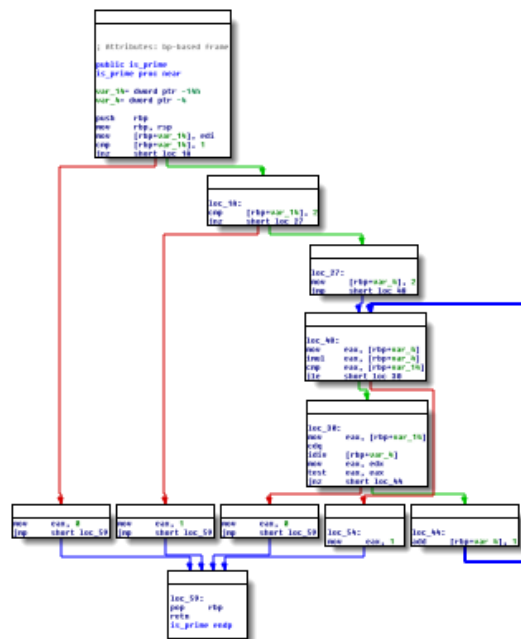 ; Attributes: bp-based frame
public is_prime
is_prime proc near
var_14= dword ptr -14h
var_4= dword ptr -4
push rbp
mov rbp, rsp
mov [rbp+var_14], edi
cmp [rbp+var_14], 1
jnz short loc_18
loc_18:
cmp [rbp+var_14], 2
jnz short loc_27
loc_27:
mov [rbp+var_4], 2
jmp short loc_48
loc_48:
mov eax, [rbp+var_4]
imul eax, [rbp+var_4]
cmp eax, [rbp+var_14]
jle short loc_30
loc_30:
mov eax, [rbp+var_14]
cdq
idiv [rbp+var_4]
mov eax, edx
test eax, eax
jnz short loc_44
mov eax, 0
jmp short loc_59
mov eax, 1
jmp short loc_59
mov eax, 0
jmp short loc_59
loc_54:
mov eax, 1
loc_44:
add [rbp+var_4], 1
loc_59:
pop rbp
retn
is_prime endp